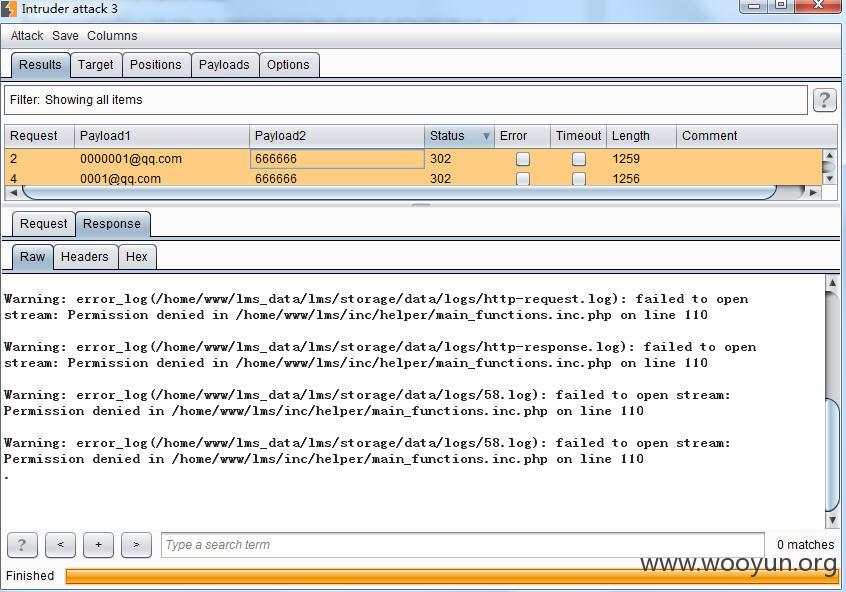 Intruder attack 3
Attack Save Columns
Results Target Positions Payloads Options
Filter: Showing all items ?
Request Payload1 Payload2 Status Error Timeout Length Comment
2 0000001@qq.com 666666 302 1259
4 0001@qq.com 666666 302 1256
Request Response
Raw Headers Hex
Warning: error_log(/home/www/lms_data/lms/storage/data/logs/http-request.log): failed to open
stream: Permission denied in /home/www/lms/inc/helper/main_functions.inc.php on line 110
Warning: error_log(/home/www/lms_data/lms/storage/data/logs/http-response.log): failed to open
stream: Permission denied in /home/www/lms/inc/helper/main_functions.inc.php on line 110
Warning: error_log(/home/www/lms_data/lms/storage/data/logs/58.log): failed to open stream:
Permission denied in /home/www/lms/inc/helper/main_functions.inc.php on line 110
Warning: error_log(/home/www/lms_data/lms/storage/data/logs/58.log): failed to open stream:
Permission denied in /home/www/lms/inc/helper/main_functions.inc.php on line 110
.
? < + > Type a search term 0 matches
www.wooyun.org
Finished